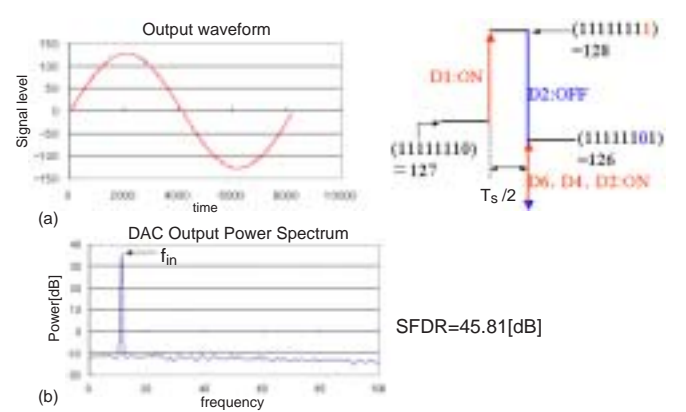 Output waveform
150
100
50
0
-50
-100
-150
Signal level
0 2000 4000 6000 8000 10000
time
(a)
(11111111)
=128
D1:ON
D2:OFF
(11111110)
=127
(11111101)
=126
D6, D4, D2:ON
Ts /2
DAC Output Power Spectrum
fin
Power[dB]
0 20 40 60 80 100
frequency
(b)
SFDR=45.81[dB]